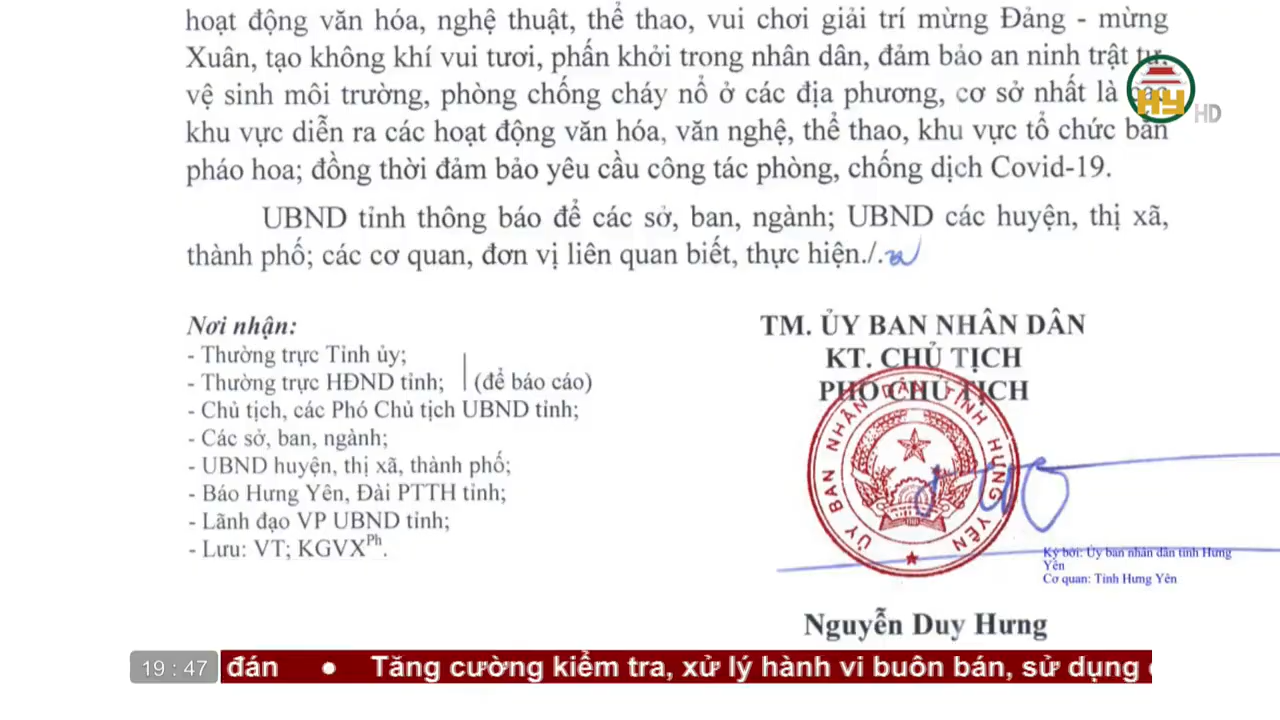 hoạt động văn hóa, nghệ thuật, thể thao, vui chơi giải trí mừng Đảng - mừng
Xuân, tạo không khí vui tươi, phấn khởi trong nhân dân, đảm bảo an ninh trật tự,
vệ sinh môi trường, phòng chống cháy nổ ở các địa phương, cơ sở nhất là các
khu vực diễn ra các hoạt động văn hóa, văn nghệ, thể thao, khu vực tổ chức bắn
pháo hoa; đồng thời đảm bảo yêu cầu công tác phòng, chống dịch Covid-19.
HY HD
UBND tỉnh thông báo để các sở, ban, ngành; UBND các huyện, thị xã,
thành phố; các cơ quan, đơn vị liên quan biết, thực hiện./.
Nơi nhận:
- Thường trực Tỉnh ủy;
- Thường trực HĐND tỉnh; (để báo cáo)
- Chủ tịch, các Phó Chủ tịch UBND tỉnh;
- Các sở, ban, ngành;
- UBND huyện, thị xã, thành phố;
- Báo Hưng Yên, Đài PTTH tỉnh;
- Lãnh đạo VP UBND tỉnh;
- Lưu: VT; KGVXPh.
TM. ỦY BAN NHÂN DÂN
KT. CHỦ TỊCH
PHÓ CHỦ TỊCH
ỦY BAN NHÂN DÂN TỈNH HƯNG YÊN
Ký bởi: Ủy ban nhân dân tỉnh Hưng
Yên
Cơ quan: Tỉnh Hưng Yên
Nguyễn Duy Hưng
19 : 47 đán ● Tăng cường kiểm tra, xử lý hành vi buôn bán, sử dụng